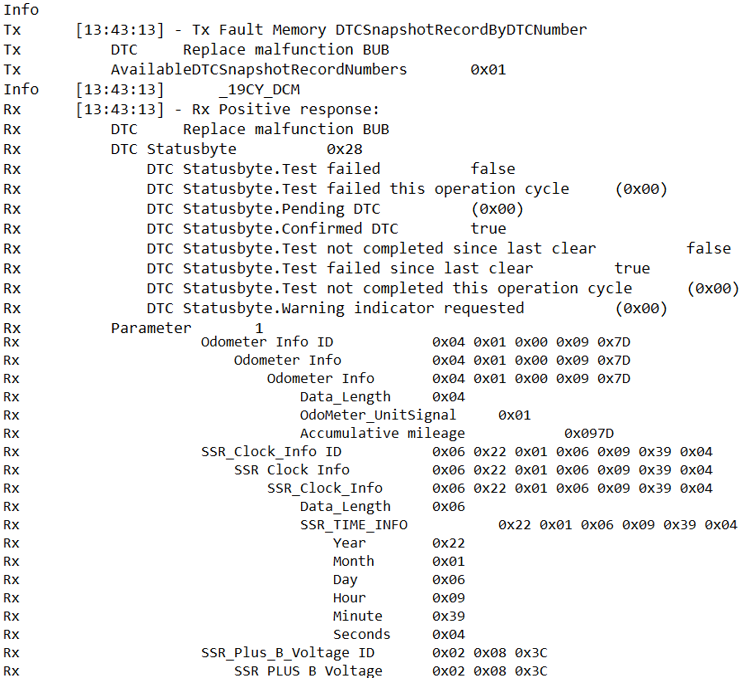 Info
Tx [13:43:13] - Tx Fault Memory DTCSnapshotRecordByDTCNumber
Tx DTC Replace malfunction BUB
Tx AvailableDTCSnapshotRecordNumbers 0x01
Info [13:43:13] _19CY_DCM
Rx [13:43:13] - Rx Positive response:
Rx DTC Replace malfunction BUB
Rx DTC Statusbyte 0x28
Rx DTC Statusbyte.Test failed false
Rx DTC Statusbyte.Test failed this operation cycle (0x00)
Rx DTC Statusbyte.Pending DTC (0x00)
Rx DTC Statusbyte.Confirmed DTC true
Rx DTC Statusbyte.Test not completed since last clear false
Rx DTC Statusbyte.Test failed since last clear true
Rx DTC Statusbyte.Test not completed this operation cycle (0x00)
Rx DTC Statusbyte.Warning indicator requested (0x00)
Rx Parameter 1
Rx Odometer Info ID 0x04 0x01 0x00 0x09 0x7D
Rx Odometer Info 0x04 0x01 0x00 0x09 0x7D
Rx Odometer Info 0x04 0x01 0x00 0x09 0x7D
Rx Data_Length 0x04
Rx OdoMeter_UnitSignal 0x01
Rx Accumulative mileage 0x097D
Rx SSR_Clock_Info ID 0x06 0x22 0x01 0x06 0x09 0x39 0x04
Rx SSR Clock Info 0x06 0x22 0x01 0x06 0x09 0x39 0x04
Rx SSR_Clock_Info 0x06 0x22 0x01 0x06 0x09 0x39 0x04
Rx Data_Length 0x06
Rx SSR_TIME_INFO 0x22 0x01 0x06 0x09 0x39 0x04
Rx Year 0x22
Rx Month 0x01
Rx Day 0x06
Rx Hour 0x09
Rx Minute 0x39
Rx Seconds 0x04
Rx SSR_Plus_B_Voltage ID 0x02 0x08 0x3C
Rx SSR PLUS B Voltage 0x02 0x08 0x3C